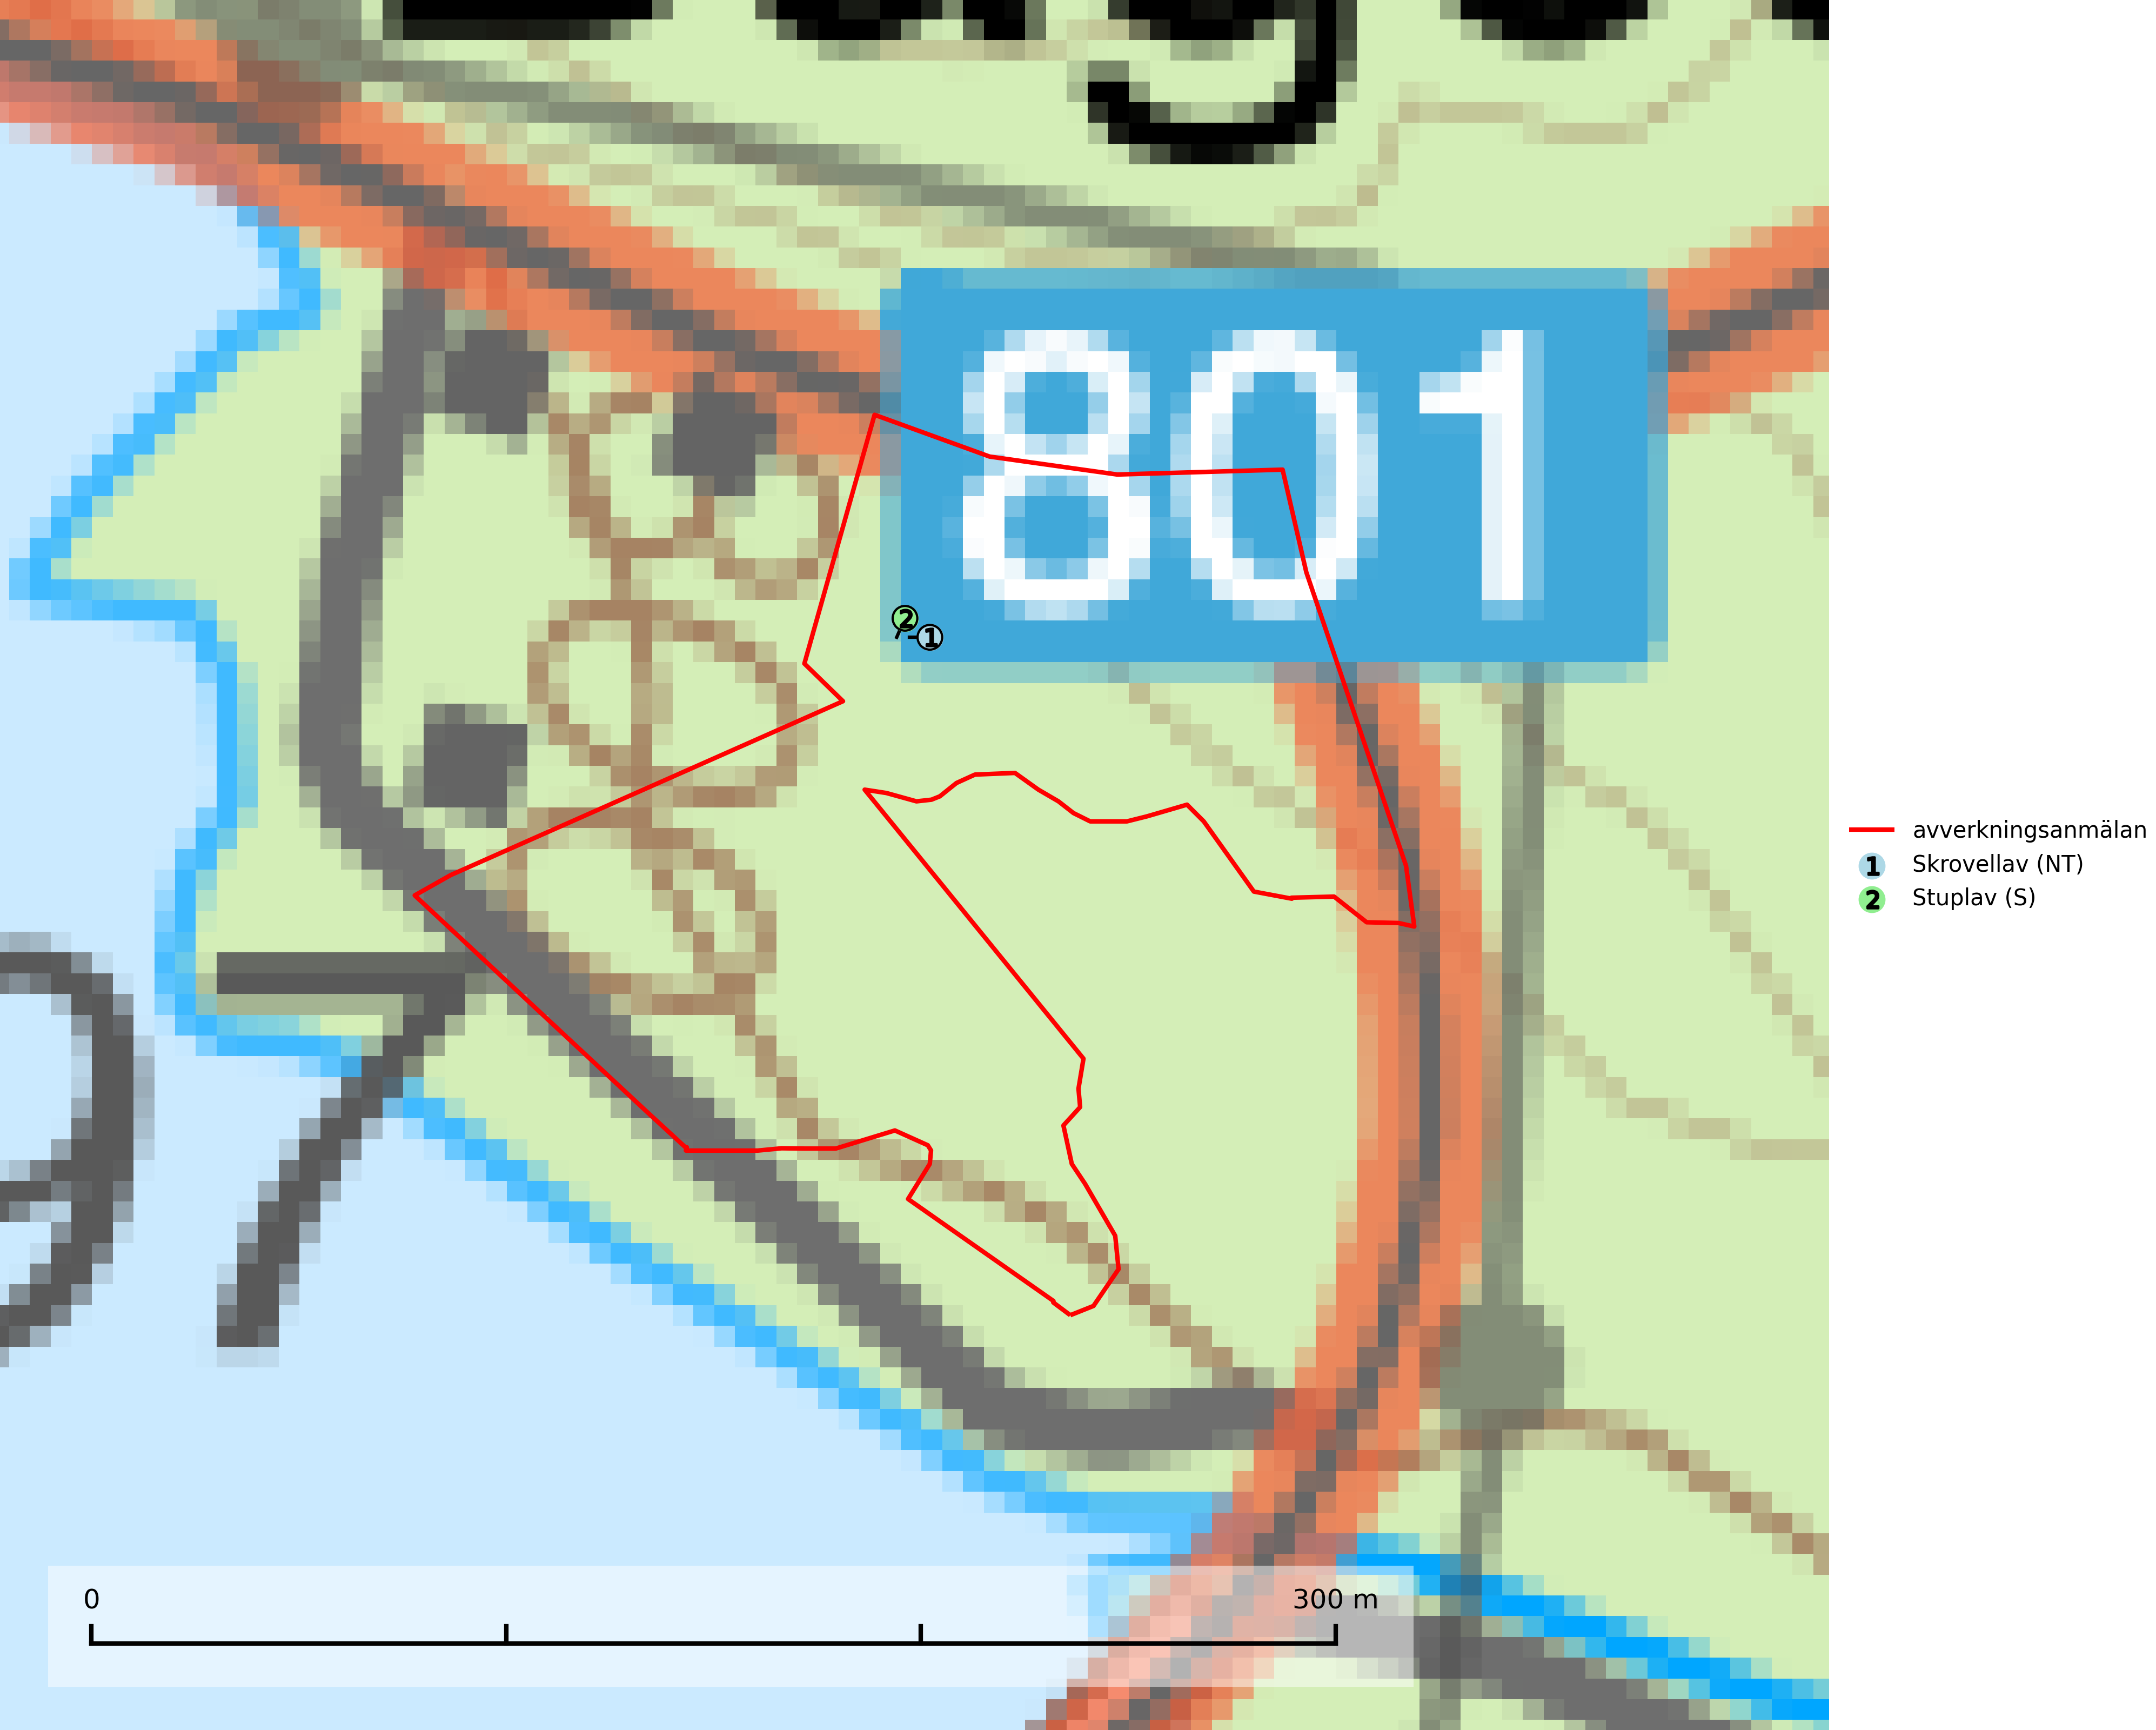 801
2
1
avverkningsanmälan
1 Skrovellav (NT)
2 Stuplav (S)
0 300 m